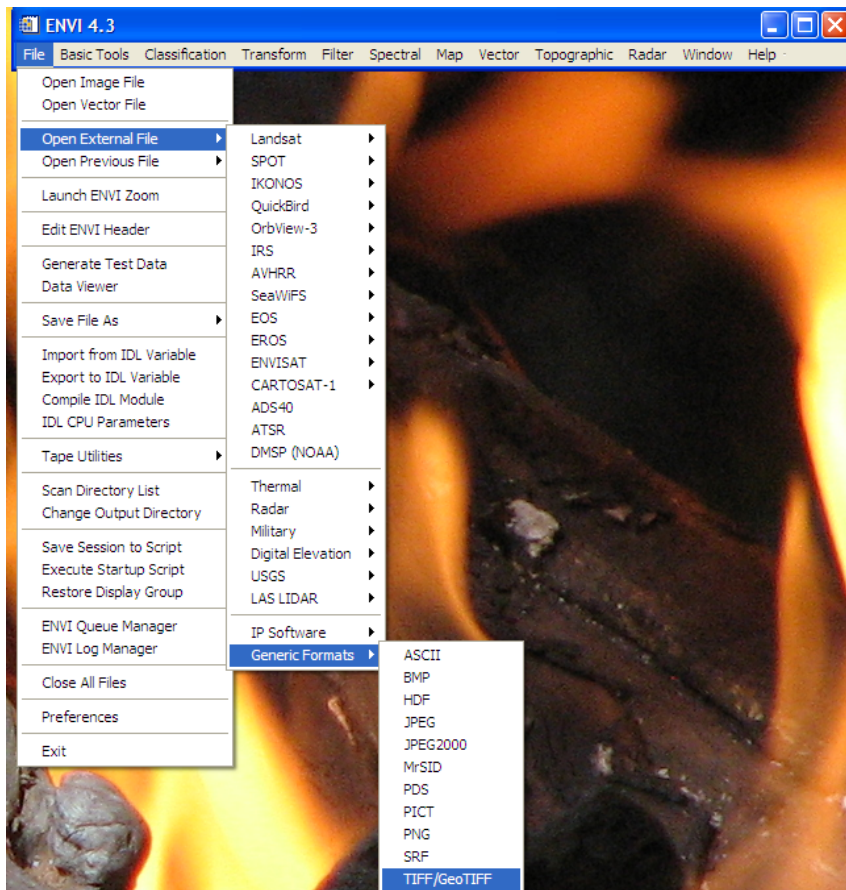 ENVI 4.3
File Basic Tools Classification Transform Filter Spectral Map Vector Topographic Radar Window Help
Open Image File
Open Vector File
Open External File
Open Previous File
Launch ENVI Zoom
Edit ENVI Header
Generate Test Data
Data Viewer
Save File As
Import from IDL Variable
Export to IDL Variable
Compile IDL Module
IDL CPU Parameters
Tape Utilities
Scan Directory List
Change Output Directory
Save Session to Script
Execute Startup Script
Restore Display Group
ENVI Queue Manager
ENVI Log Manager
Close All Files
Preferences
Exit
Landsat
SPOT
IKONOS
QuickBird
OrbView-3
IRS
AVHRR
SeaWiFS
EOS
EROS
ENVISAT
CARTOSAT-1
ADS40
ATSR
DMSP (NOAA)
Thermal
Radar
Military
Digital Elevation
USGS
LAS LIDAR
IP Software
Generic Formats
ASCII
BMP
HDF
JPEG
JPEG2000
MrSID
PDS
PICT
PNG
SRF
TIFF/GeoTIFF